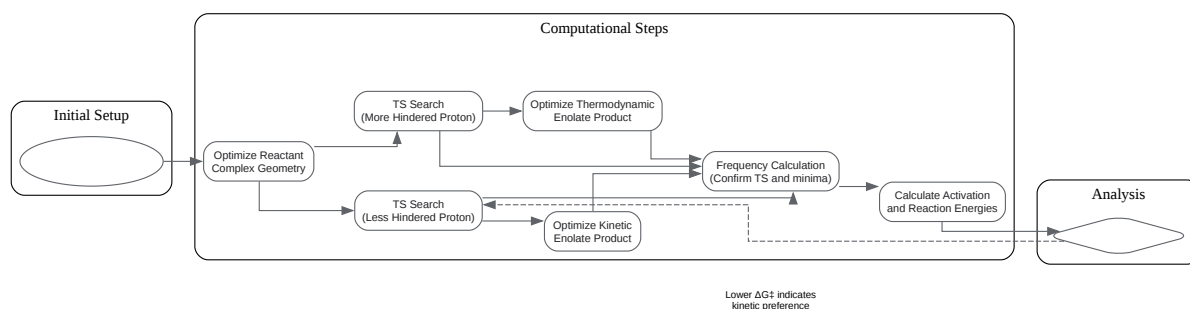 Computational Steps
Initial Setup
TS Search
(More Hindered Proton)
Optimize Thermodynamic
Enolate Product
Optimize Reactant
Complex Geometry
Frequency Calculation
(Confirm TS and minima)
TS Search
(Less Hindered Proton)
Optimize Kinetic
Enolate Product
Calculate Activation
and Reaction Energies
Analysis
Lower ΔG‡ indicates
kinetic preference